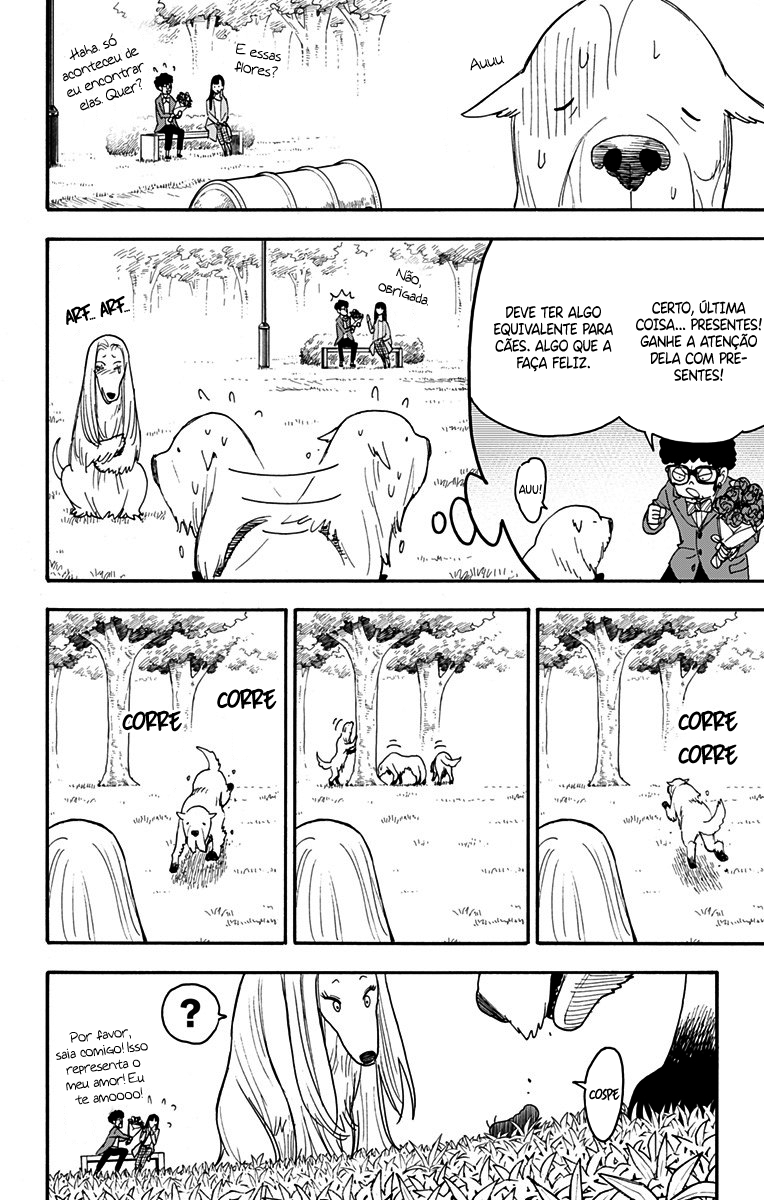 Auuu
E essas
flores?
Haha. só
aconteceu de
eu encontrar
elas. Quer?
CERTO, ÚLTIMA
COISA... PRESENTES!
GANHE A ATENÇÃO
DELA COM PRE-
SENTES!
DEVE TER ALGO
EQUIVALENTE PARA
CÃES. ALGO QUE A
FAÇA FELIZ.
AUU!
Não,
obrigada.
ARF... ARF...
CORRE
CORRE
CORRE
CORRE
COSPE
?
Por favor,
saia comigo! Isso
representa o
meu amor! Eu
te amoooo!